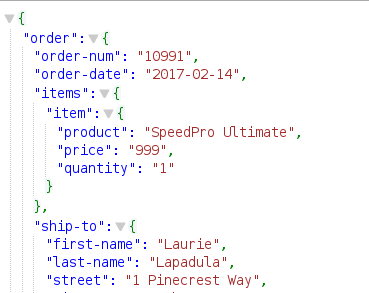 {
"order": {
"order-num": "10991",
"order-date": "2017-02-14",
"items": {
"item": {
"product": "SpeedPro Ultimate",
"price": "999",
"quantity": "1"
}
},
"ship-to": {
"first-name": "Laurie",
"last-name": "Lapadula",
"street": "1 Pinecrest Way",